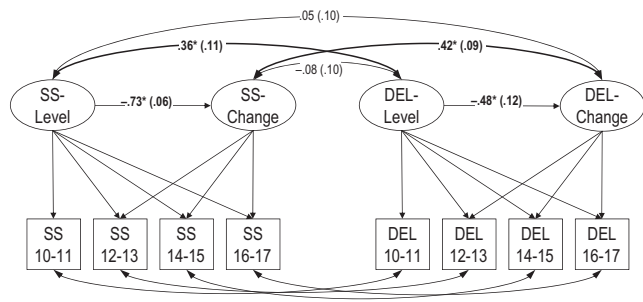 .05 (.10)
.36* (.11)
.42* (.09)
–.08 (.10)
SS-
Level
–.73* (.06)
SS-
Change
DEL-
Level
–.48* (.12)
DEL-
Change
SS
10-11
SS
12-13
SS
14-15
SS
16-17
DEL
10-11
DEL
12-13
DEL
14-15
DEL
16-17